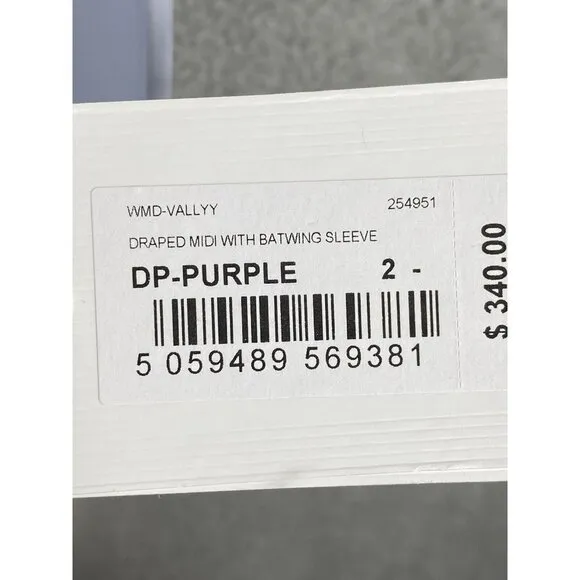 WMD-VALLYY 254951
DRAPED MIDI WITH BATWING SLEEVE
DP-PURPLE 2 -
5 059489 569381
$ 340.00